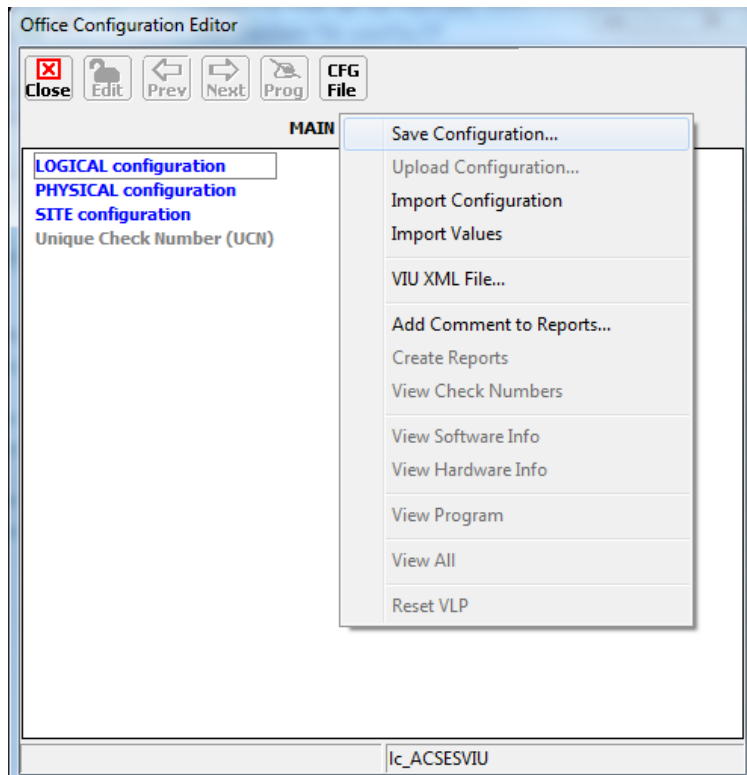 Office Configuration Editor
Close Edit Prev Next Prog CFG File
MAIN
LOGICAL configuration
PHYSICAL configuration
SITE configuration
Unique Check Number (UCN)
Save Configuration...
Upload Configuration...
Import Configuration
Import Values
VIU XML File...
Add Comment to Reports...
Create Reports
View Check Numbers
View Software Info
View Hardware Info
View Program
View All
Reset VLP
lc_ACSESVIU